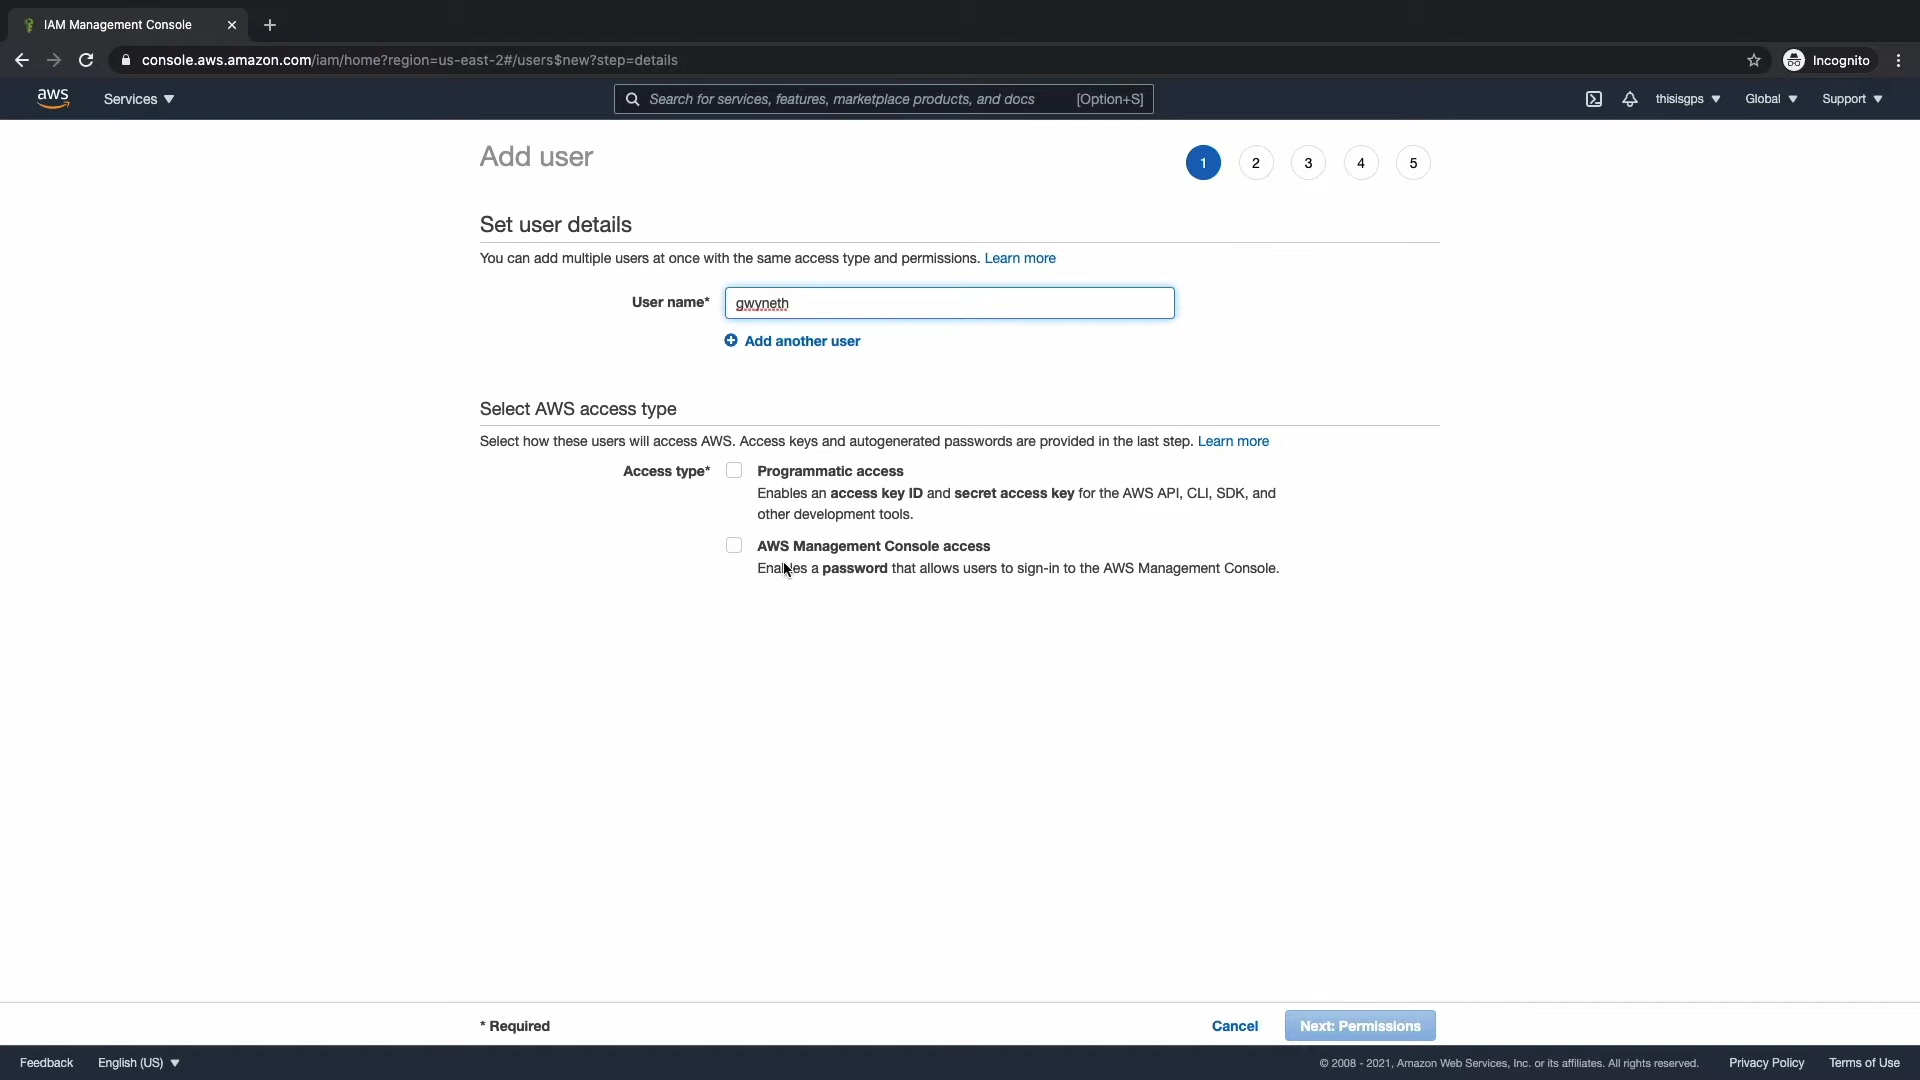 IAM Management Console
console.aws.amazon.com/iam/home?region=us-east-2#/users$new?step=details
Incognito
aws
Services
Search for services, features, marketplace products, and docs [Option+S]
thisisgps
Global
Support
Add user
1 2 3 4 5
Set user details
You can add multiple users at once with the same access type and permissions. Learn more
User name*
gwyneth
Add another user
Select AWS access type
Select how these users will access AWS. Access keys and autogenerated passwords are provided in the last step. Learn more
Access type*
Programmatic access
Enables an access key ID and secret access key for the AWS API, CLI, SDK, and
other development tools.
AWS Management Console access
Enables a password that allows users to sign-in to the AWS Management Console.
* Required
Cancel
Next: Permissions
Feedback
English (US)
© 2008 - 2021, Amazon Web Services, Inc. or its affiliates. All rights reserved.
Privacy Policy
Terms of Use